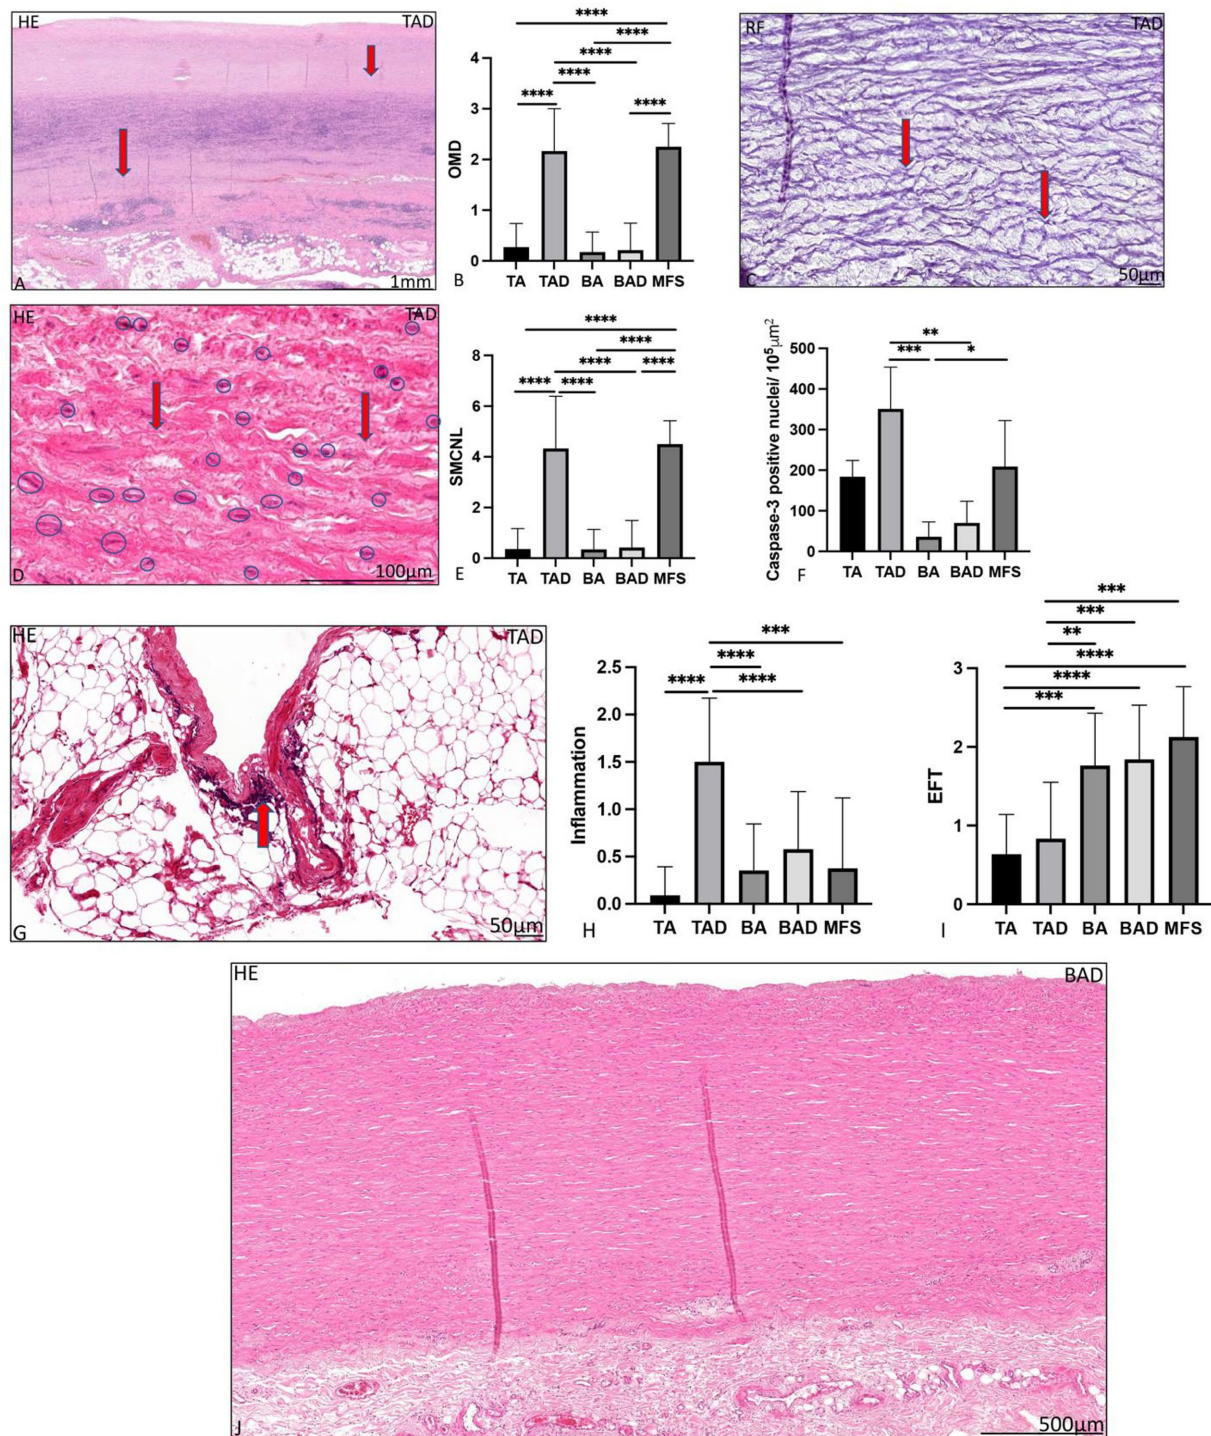 HE
TAD
A
1mm
****
****
****
****
****
****
4
3
2
1
0
OMD
TA TAD BA BAD MFS
B
RF
TAD
C
50µm
HE
TAD
D
100µm
****
****
****
****
****
****
8
6
4
2
0
SMCNL
TA TAD BA BAD MFS
E
**
***
*
500
400
300
200
100
0
Caspase-3 positive nuclei/ 10⁵µm²
TA TAD BA BAD MFS
F
HE
TAD
G
50µm
***
****
****
****
2.5
2.0
1.5
1.0
0.5
0.0
Inflammation
TA TAD BA BAD MFS
H
***
***
**
****
****
***
3
2
1
0
EFT
TA TAD BA BAD MFS
I
HE
BAD
J
500µm